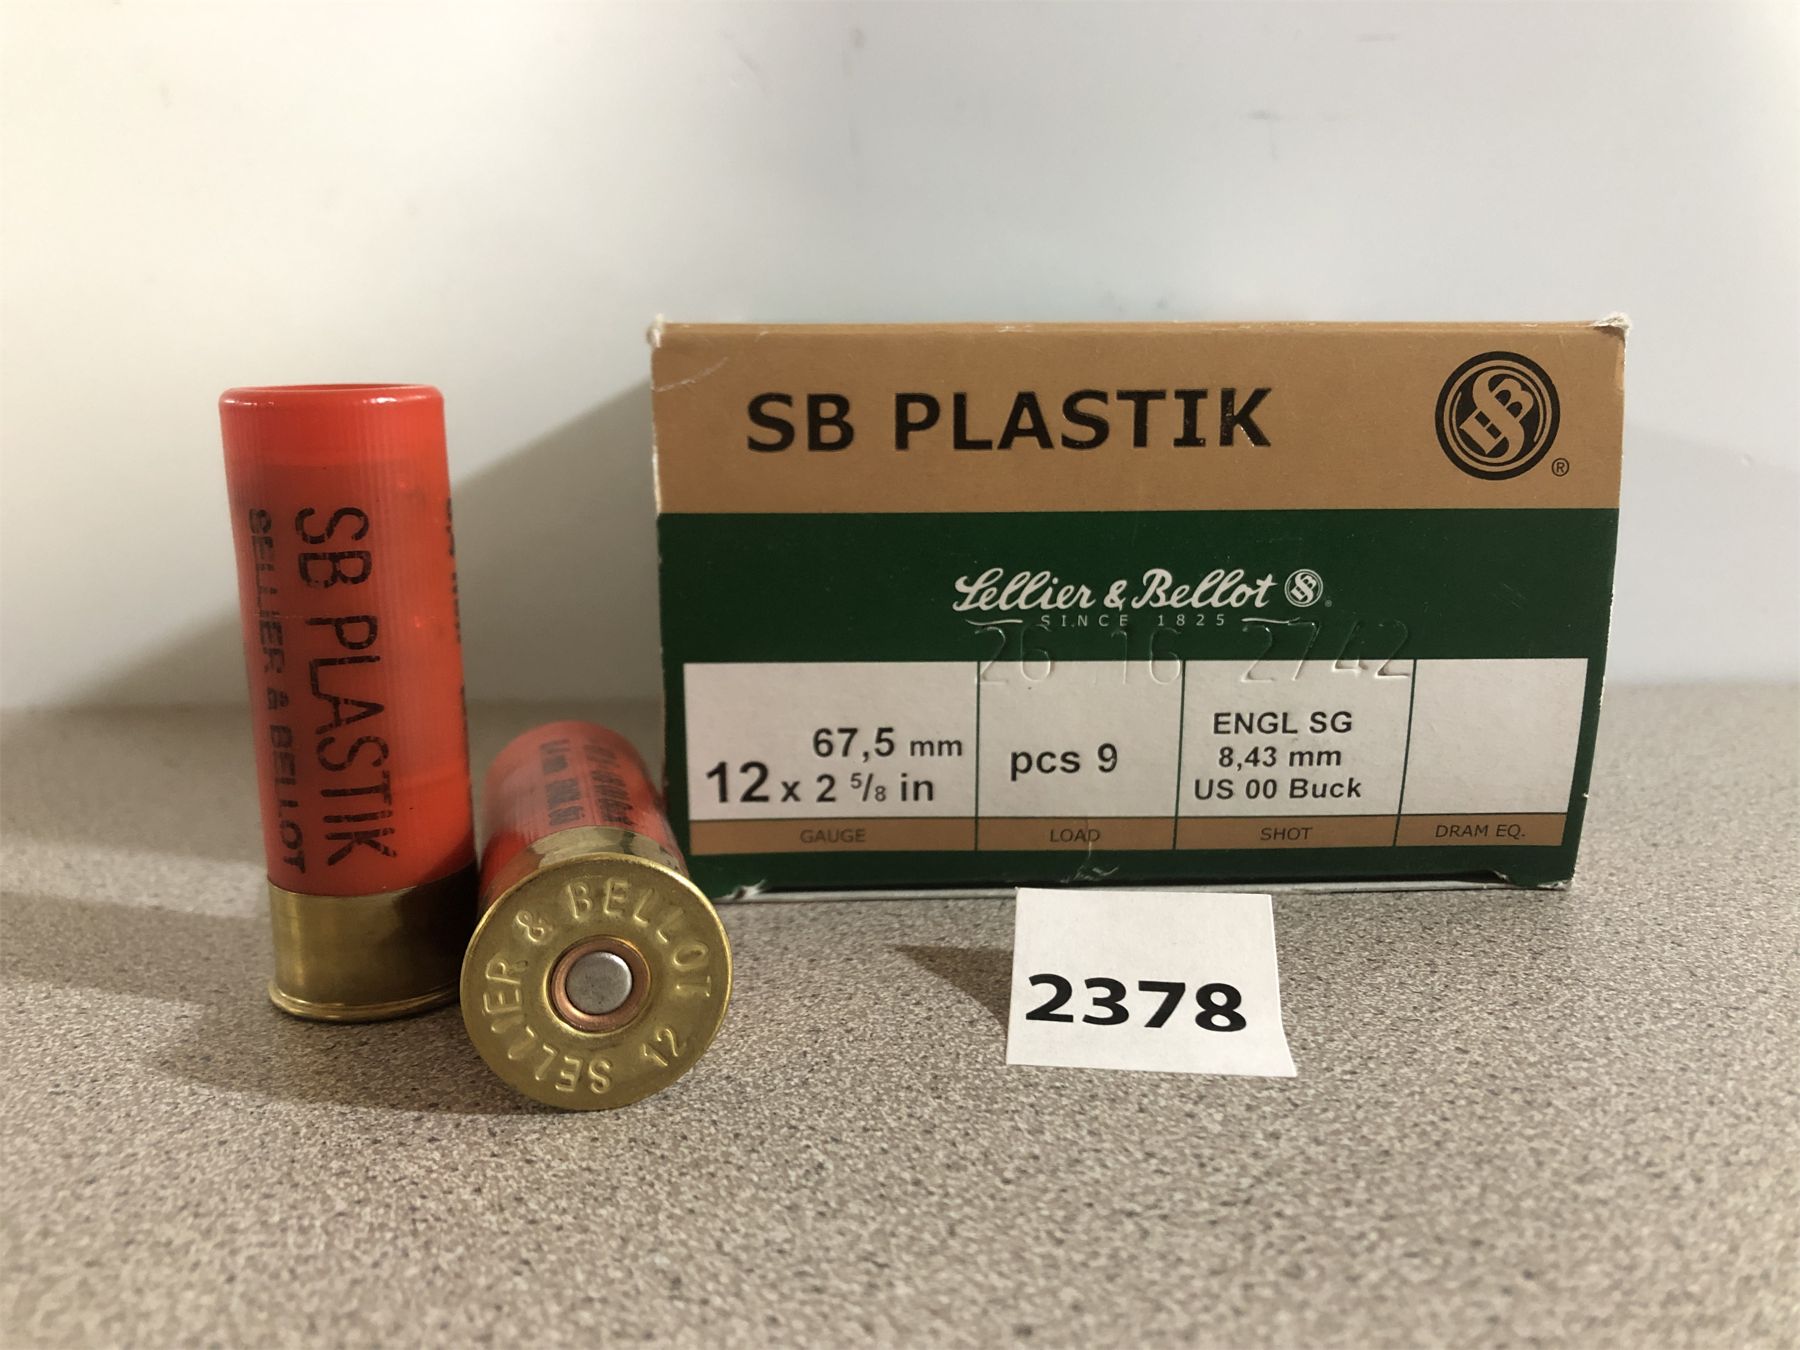 SB PLASTIK
®
Sellier & Bellot
SINCE 1825
26 16 2742
67,5 mm
12 x 2 5/8 in
GAUGE
pcs 9
LOAD
ENGL SG
8,43 mm
US 00 Buck
SHOT
DRAM EQ.
SB PLASTIK
SELLIER & BELLOT
SELLIER & BELLOT 12
2378